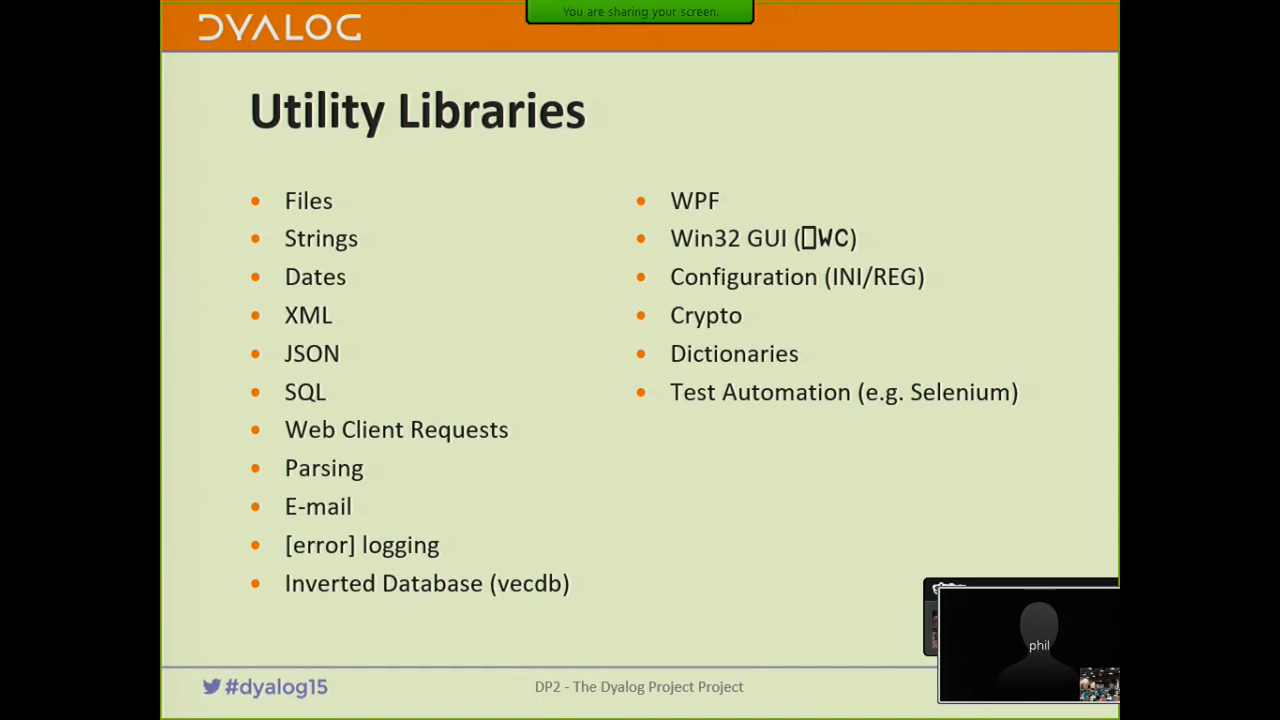 You are sharing your screen.
DYALOG
Utility Libraries
• Files
• Strings
• Dates
• XML
• JSON
• SQL
• Web Client Requests
• Parsing
• E-mail
• [error] logging
• Inverted Database (vecdb)
• WPF
• Win32 GUI (⎕WC)
• Configuration (INI/REG)
• Crypto
• Dictionaries
• Test Automation (e.g. Selenium)
phil
#dyalog15
DP2 - The Dyalog Project Project